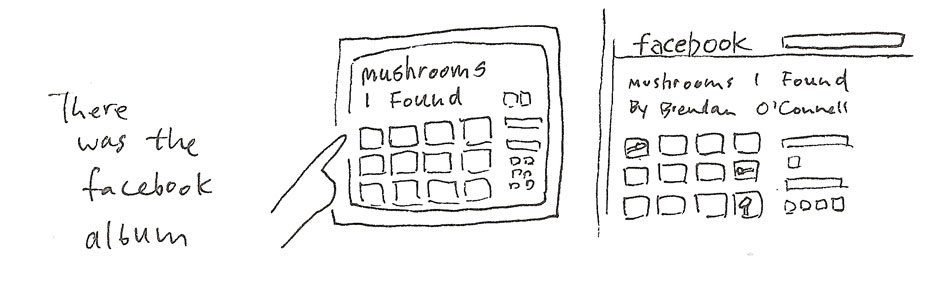 There
was the
facebook
album
mushrooms
I Found
facebook
Mushrooms I Found
By Brendan O'Connell